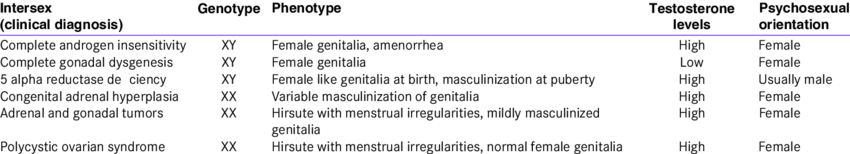 Intersex (clinical diagnosis) Genotype Phenotype Testosterone levels Psychosexual orientation
Complete androgen insensitivity XY Female genitalia, amenorrhea High Female
Complete gonadal dysgenesis XY Female genitalia Low Female
5 alpha reductase de ciency XY Female like genitalia at birth, masculinization at puberty High Usually male
Congenital adrenal hyperplasia XX Variable masculinization of genitalia High Female
Adrenal and gonadal tumors XX Hirsute with menstrual irregularities, mildly masculinized genitalia High Female
Polycystic ovarian syndrome XX Hirsute with menstrual irregularities, normal female genitalia High Female